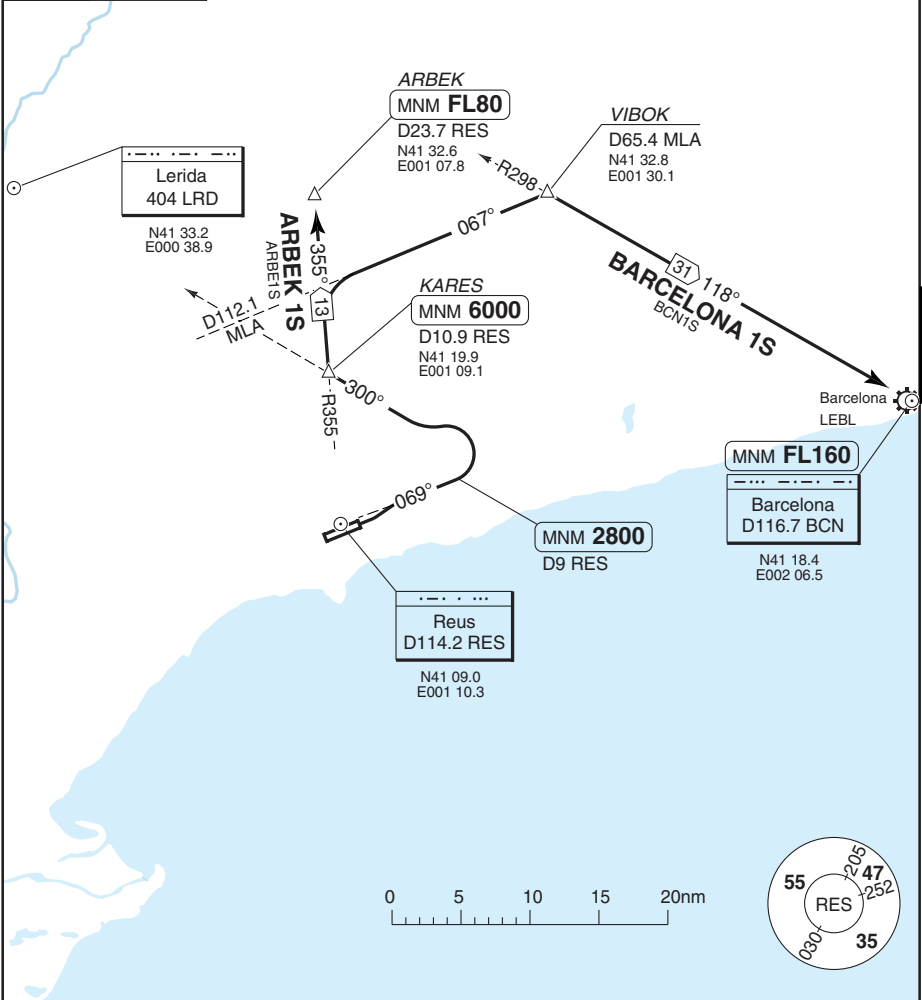 ARBEK
MNM FL80
D23.7 RES
N41 32.6
E001 07.8
VIBOK
D65.4 MLA
N41 32.8
E001 30.1
R298
Lerida
404 LRD
N41 33.2
E000 38.9
067°
355°
ARBEK 1S
ARBE1S
13
31
118°
BARCELONA 1S
BCN1S
D112.1
MLA
KARES
MNM 6000
D10.9 RES
N41 19.9
E001 09.1
300°
R355
Barcelona
LEBL
MNM FL160
Barcelona
D116.7 BCN
N41 18.4
E002 06.5
069°
MNM 2800
D9 RES
Reus
D114.2 RES
N41 09.0
E001 10.3
0 5 10 15 20nm
205
55
47
252
RES
030
35